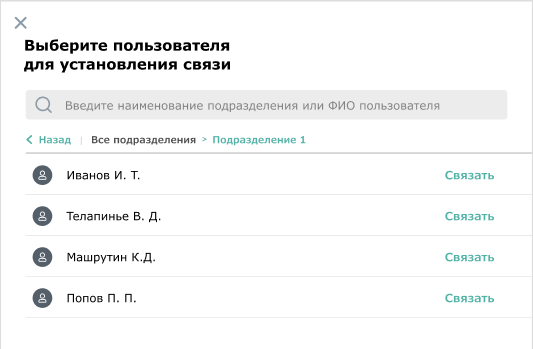 Выберите пользователя
для установления связи
Введите наименование подразделения или ФИО пользователя
Назад | Все подразделения > Подразделение 1
Иванов И. Т. Связать
Телапинье В. Д. Связать
Машрутин К.Д. Связать
Попов П. П. Связать